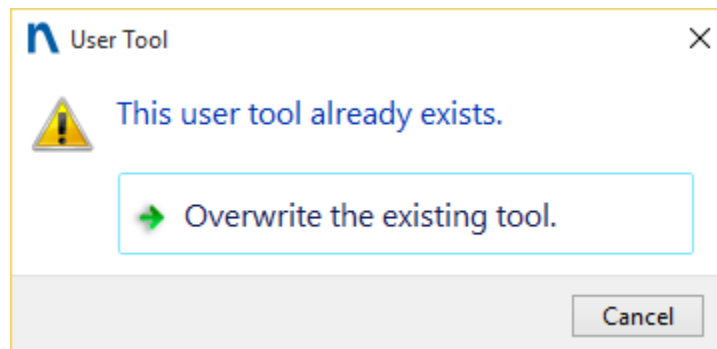 User Tool
This user tool already exists.
Overwrite the existing tool.
Cancel